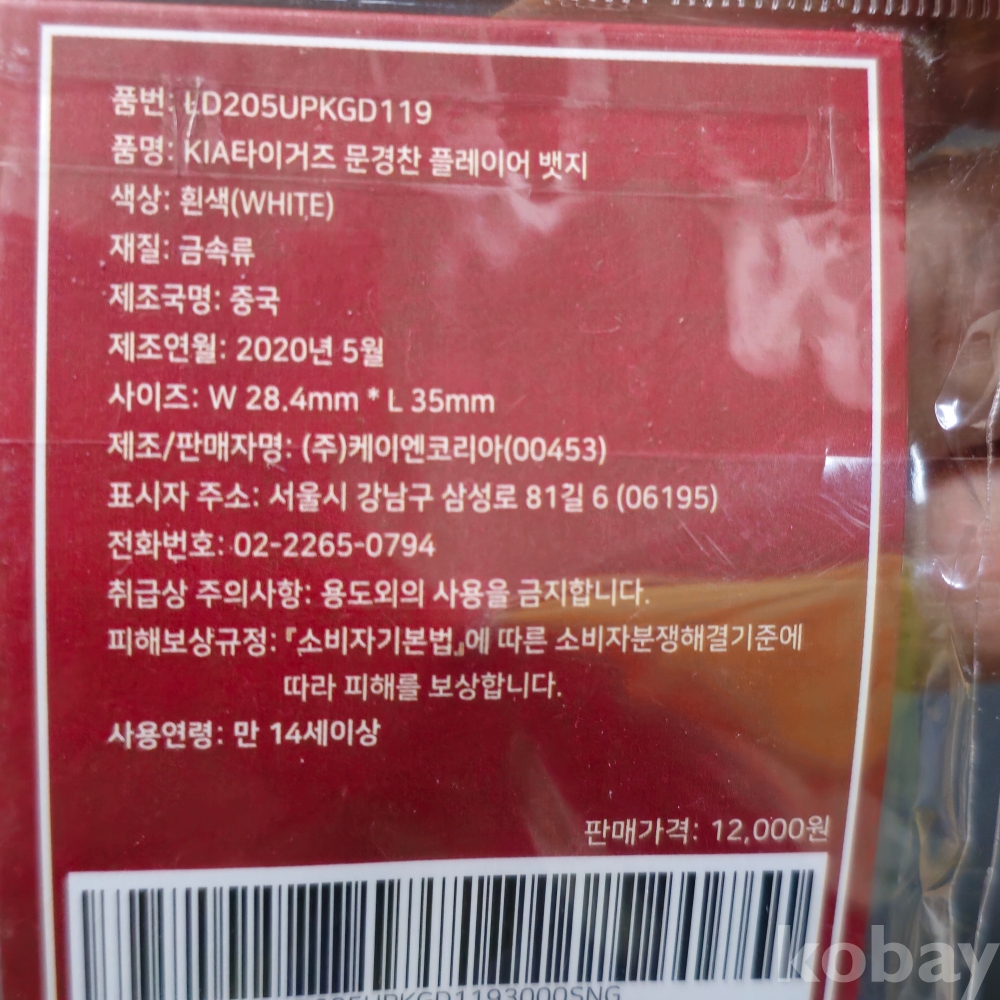 품번: LD205UPKGD119
품명: KIA타이거즈 문경찬 플레이어 뱃지
색상: 흰색(WHITE)
재질: 금속류
제조국명: 중국
제조연월: 2020년 5월
사이즈: W 28.4mm * L 35mm
제조/판매자명: (주)케이엔코리아(00453)
표시자 주소: 서울시 강남구 삼성로 81길 6 (06195)
전화번호: 02-2265-0794
취급상 주의사항: 용도외의 사용을 금지합니다.
피해보상규정: 『소비자기본법』에 따른 소비자분쟁해결기준에
따라 피해를 보상합니다.
사용연령: 만 14세이상
판매가격: 12,000원
kobay